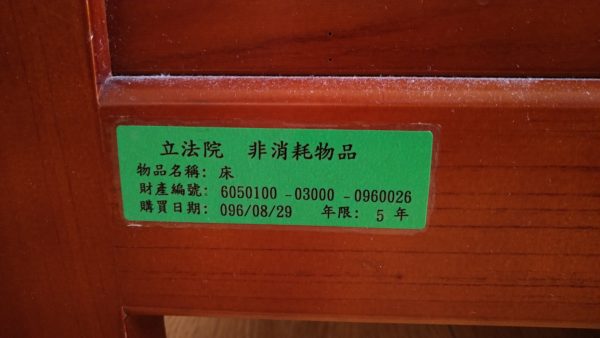 立法院 非消耗物品
物品名稱: 床
財產編號: 6050100 -03000 -0960026
購買日期: 096/08/29 年限: 5 年